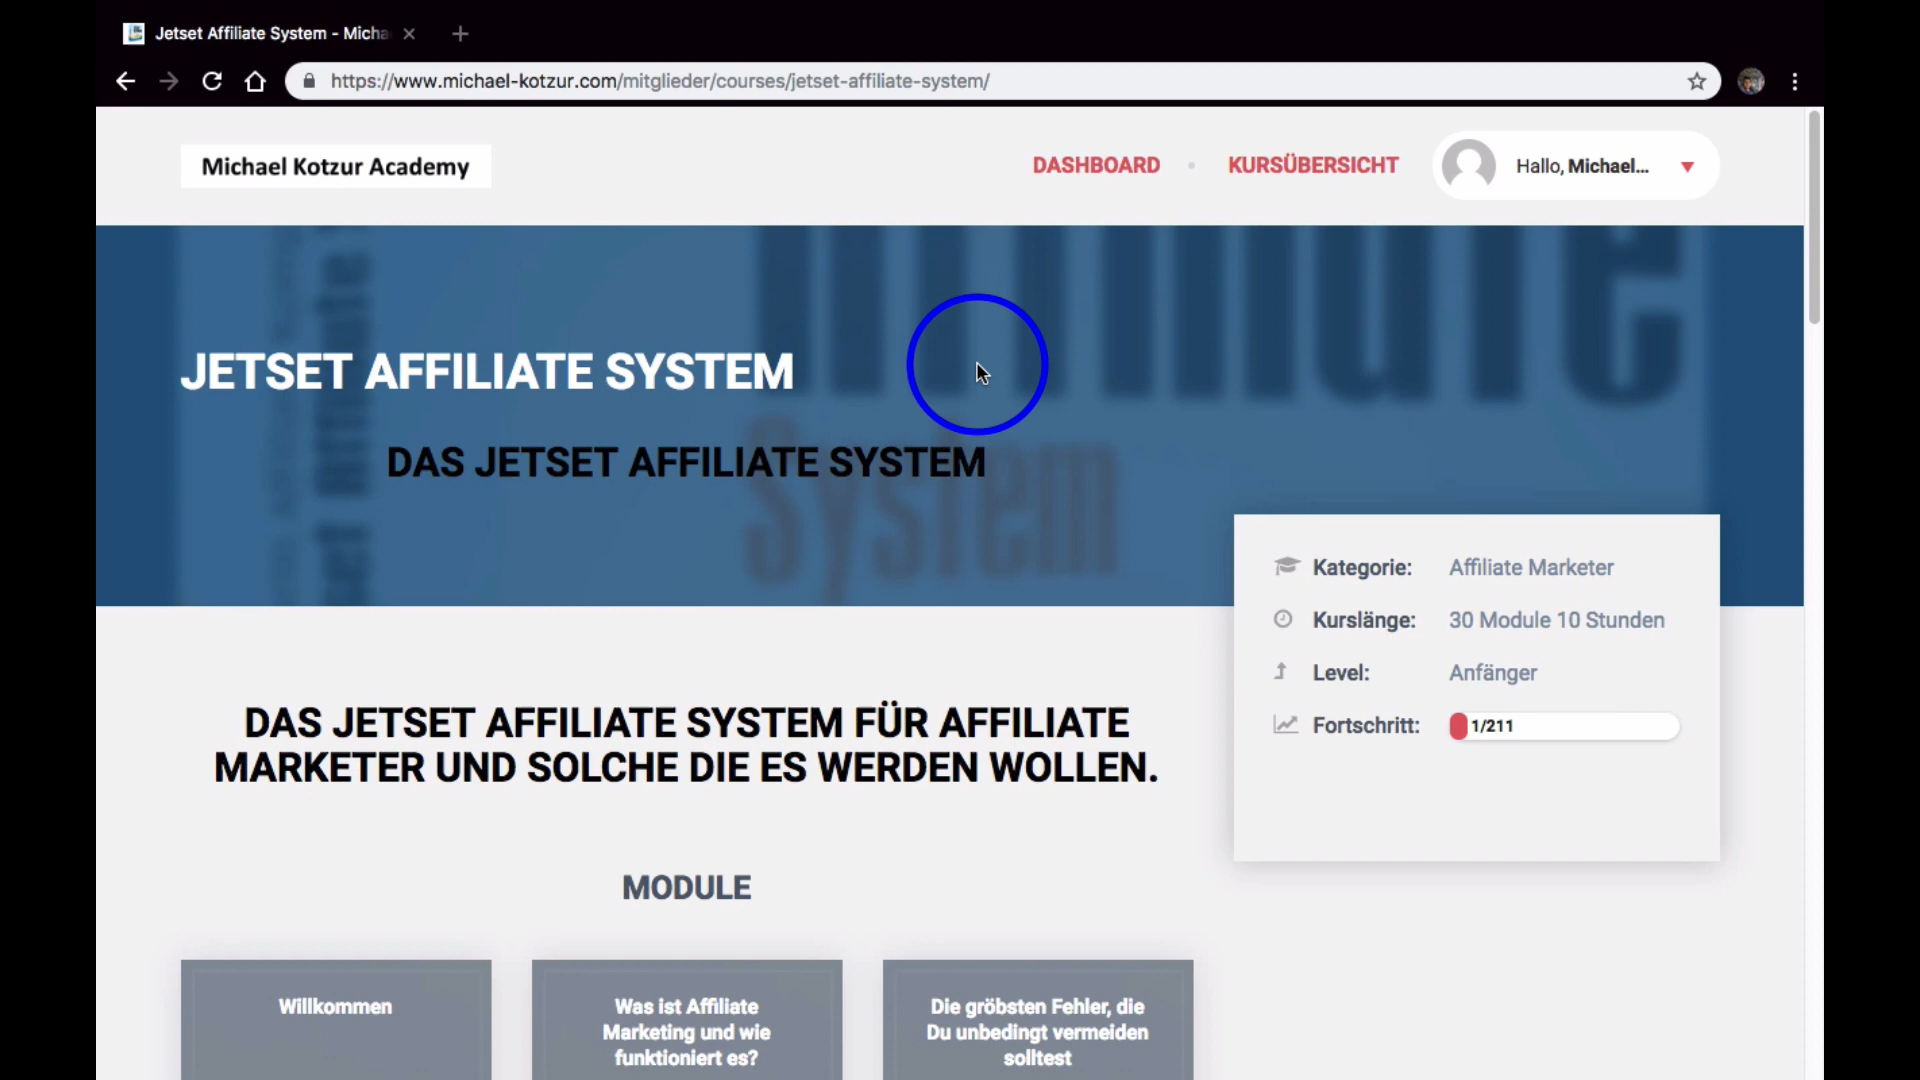 Jetset Affiliate System - Micha
https://www.michael-kotzur.com/mitglieder/courses/jetset-affiliate-system/
Michael Kotzur Academy
DASHBOARD
KURSÜBERSICHT
Hallo, Michael...
Affiliate
System
JETSET AFFILIATE SYSTEM
DAS JETSET AFFILIATE SYSTEM
Kategorie: Affiliate Marketer
Kurslänge: 30 Module 10 Stunden
Level: Anfänger
Fortschritt: 1/211
DAS JETSET AFFILIATE SYSTEM FÜR AFFILIATE
MARKETER UND SOLCHE DIE ES WERDEN WOLLEN.
MODULE
Willkommen
Was ist Affiliate
Marketing und wie
funktioniert es?
Die gröbsten Fehler, die
Du unbedingt vermeiden
solltest